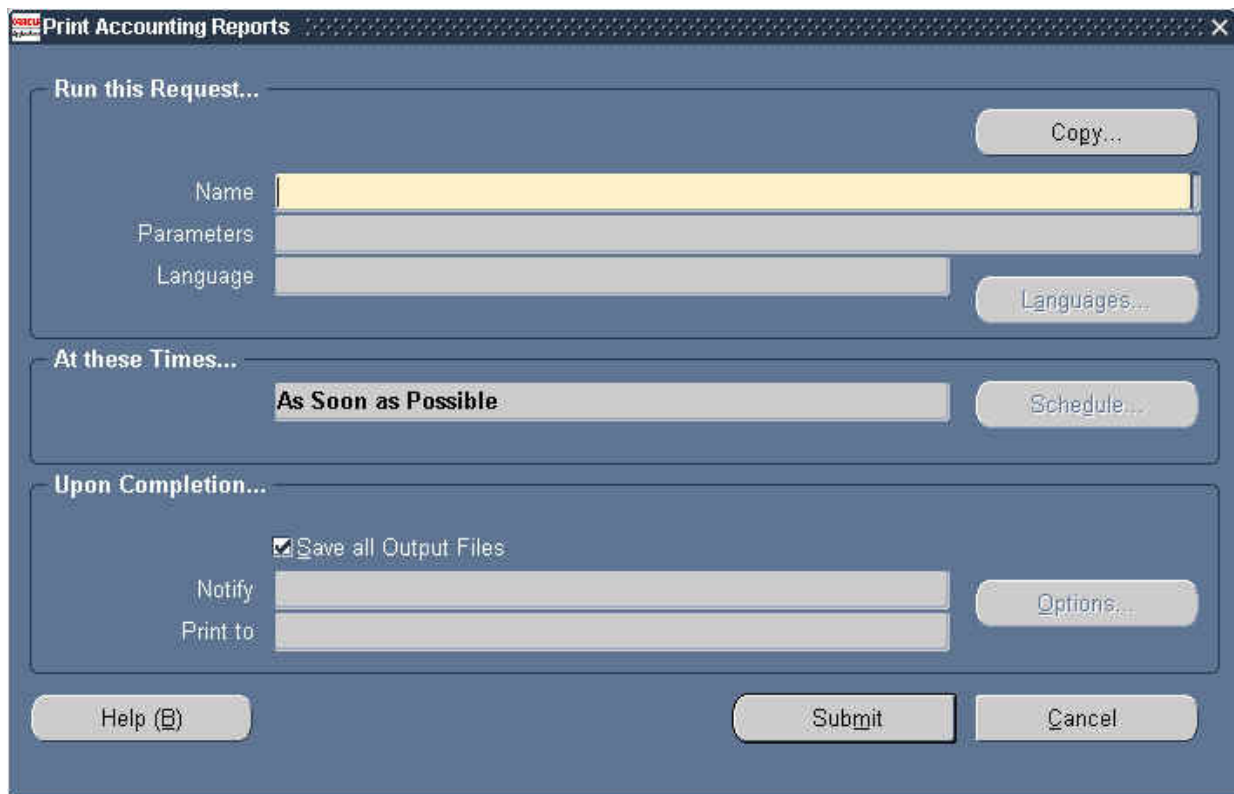 ORACLE
Print Accounting Reports
Run this Request...
Copy...
Name
Parameters
Language
Languages...
At these Times...
As Soon as Possible
Schedule...
Upon Completion...
Save all Output Files
Notify
Options...
Print to
Help (B)
Submit
Cancel